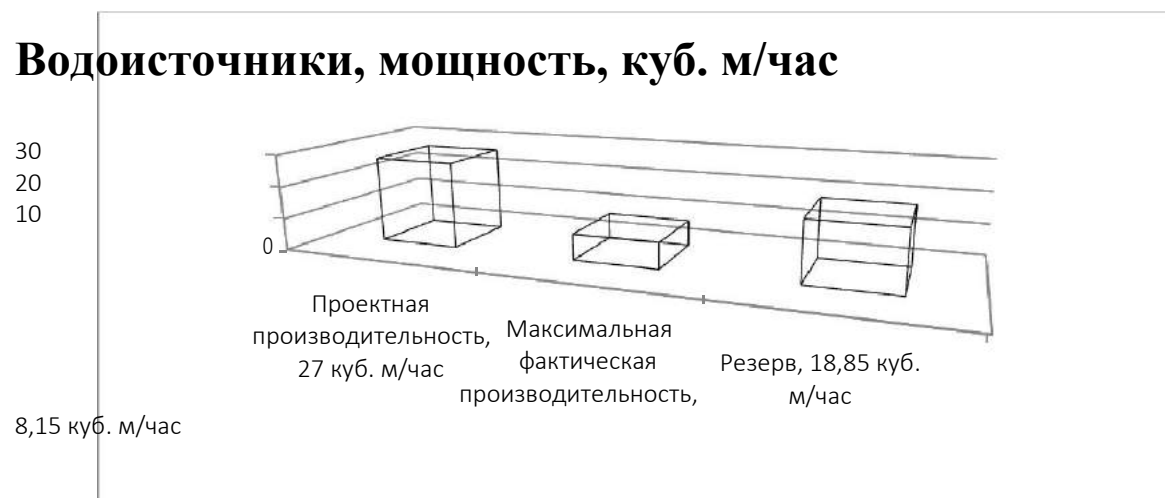 Водоисточники, мощность, куб. м/час
30
20
10
0
Проектная
производительность,
27 куб. м/час
Максимальная
фактическая
производительность,
Резерв, 18,85 куб.
м/час
8,15 куб. м/час